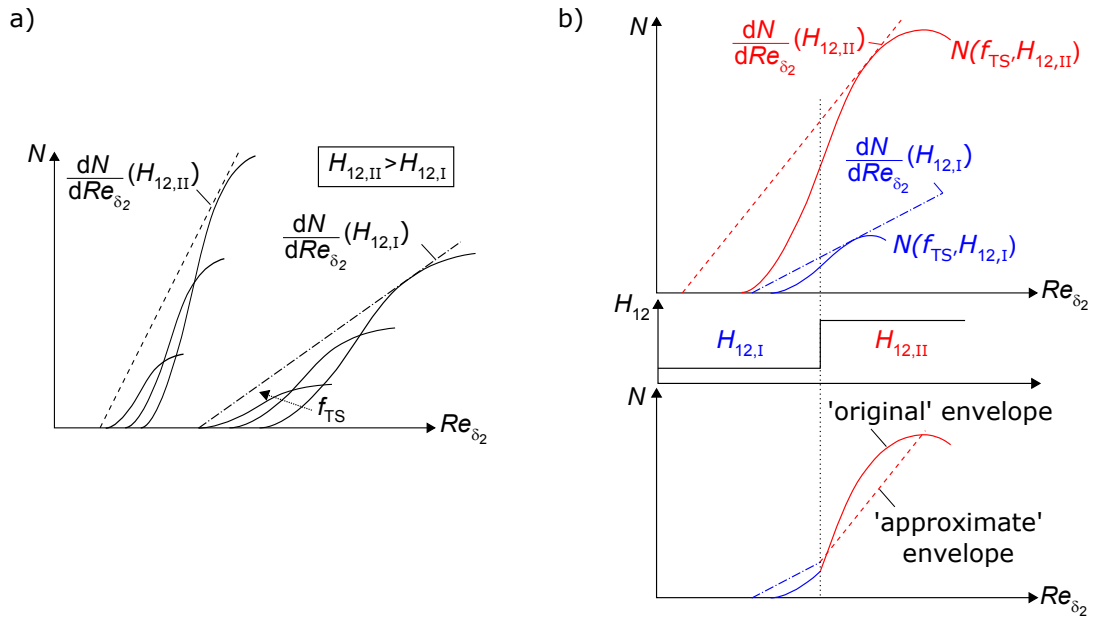 a)
N
dN
dRe_δ₂ (H₁₂,II)
H₁₂,II > H₁₂,I
dN
dRe_δ₂ (H₁₂,I)
f_TS
Re_δ₂
b)
N
dN
dRe_δ₂ (H₁₂,II)
N(f_TS, H₁₂,II)
dN
dRe_δ₂ (H₁₂,I)
N(f_TS, H₁₂,I)
Re_δ₂
H₁₂
H₁₂,I
H₁₂,II
N
'original' envelope
'approximate'
envelope
Re_δ₂